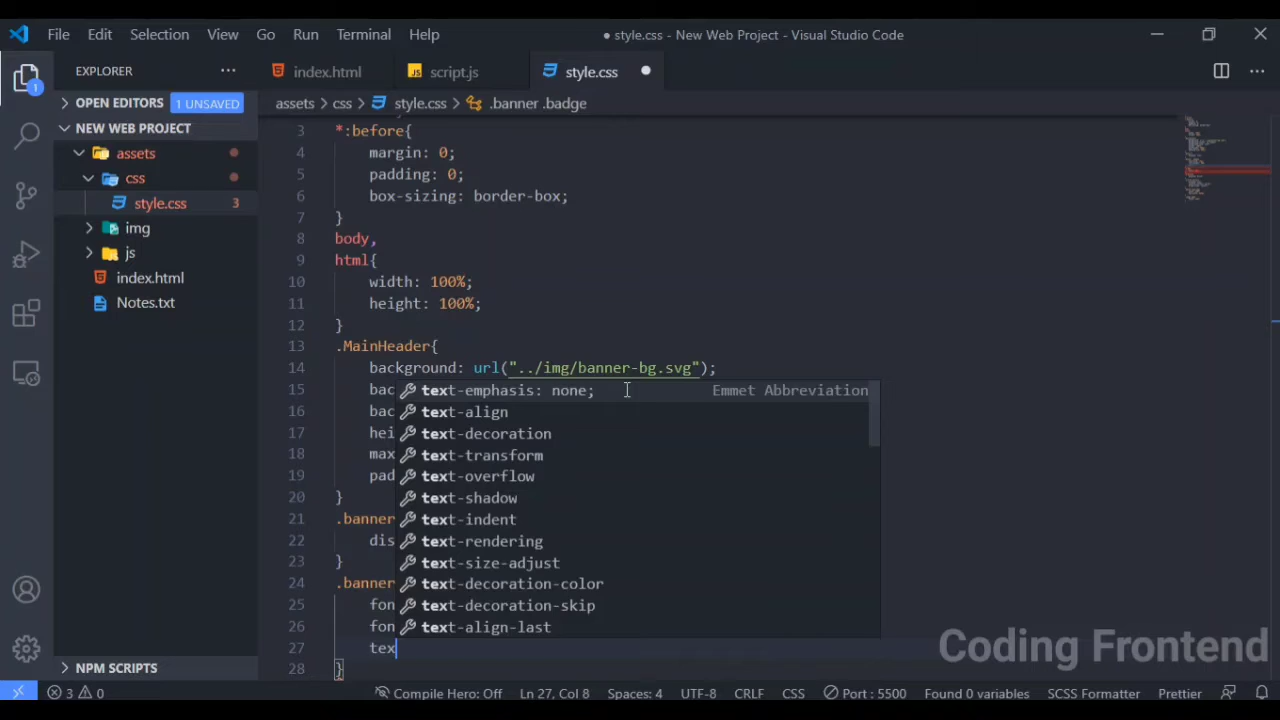 File Edit Selection View Go Run Terminal Help
● style.css - New Web Project - Visual Studio Code
EXPLORER ...
index.html script.js style.css ●
OPEN EDITORS 1 UNSAVED
assets > css > style.css > .banner .badge
NEW WEB PROJECT
assets
css
style.css 3
img
js
index.html
Notes.txt
3 *:before{
4 margin: 0;
5 padding: 0;
6 box-sizing: border-box;
7 }
8 body,
9 html{
10 width: 100%;
11 height: 100%;
12 }
13 .MainHeader{
14 background: url("../img/banner-bg.svg");
15 bac
16 bac
17 hei
18 max
19 pad
20 }
21 .banner
22 dis
23 }
24 .banner
25 fon
26 fon
27 tex
28 }
text-emphasis: none; Emmet Abbreviation
text-align
text-decoration
text-transform
text-overflow
text-shadow
text-indent
text-rendering
text-size-adjust
text-decoration-color
text-decoration-skip
text-align-last
Coding Frontend
NPM SCRIPTS
3 0 Compile Hero: Off Ln 27, Col 8 Spaces: 4 UTF-8 CRLF CSS Port : 5500 Found 0 variables SCSS Formatter Prettier